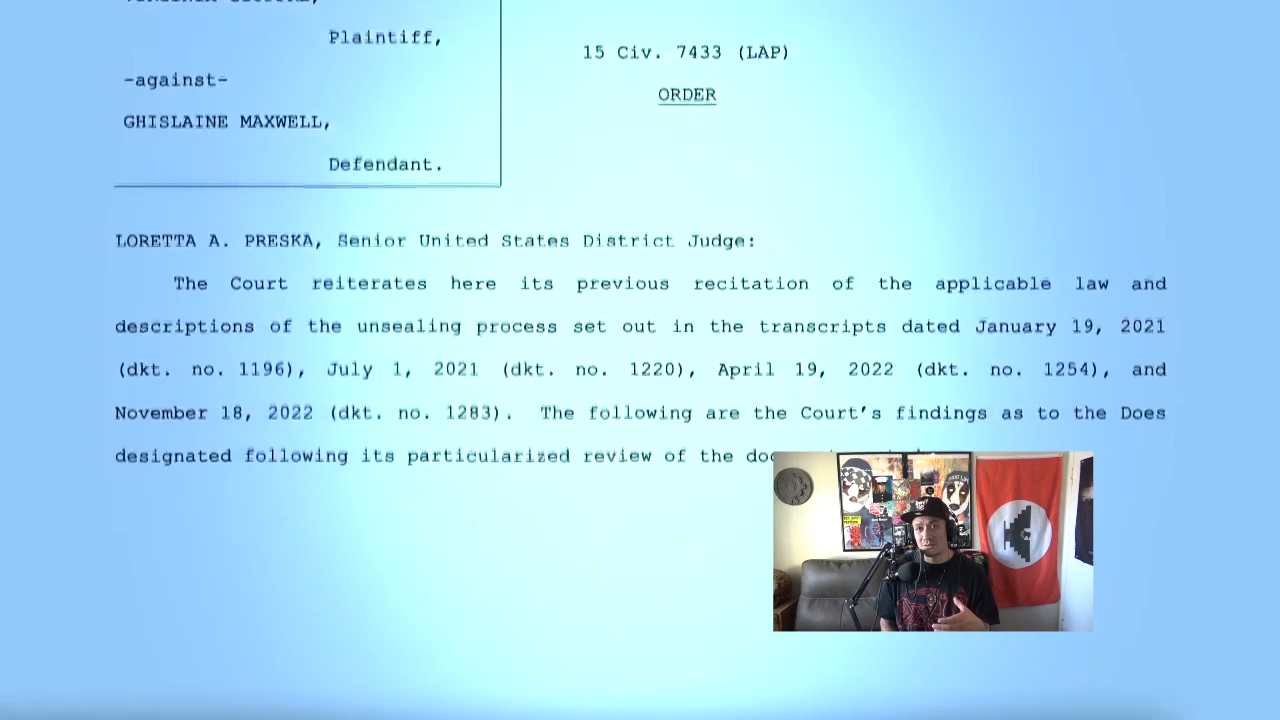 Plaintiff,
15 Civ. 7433 (LAP)
-against-
ORDER
GHISLAINE MAXWELL,
Defendant.
LORETTA A. PRESKA, Senior United States District Judge:
The Court reiterates here its previous recitation of the applicable law and
descriptions of the unsealing process set out in the transcripts dated January 19, 2021
(dkt. no. 1196), July 1, 2021 (dkt. no. 1220), April 19, 2022 (dkt. no. 1254), and
November 18, 2022 (dkt. no. 1283). The following are the Court's findings as to the Does
designated following its particularized review of the